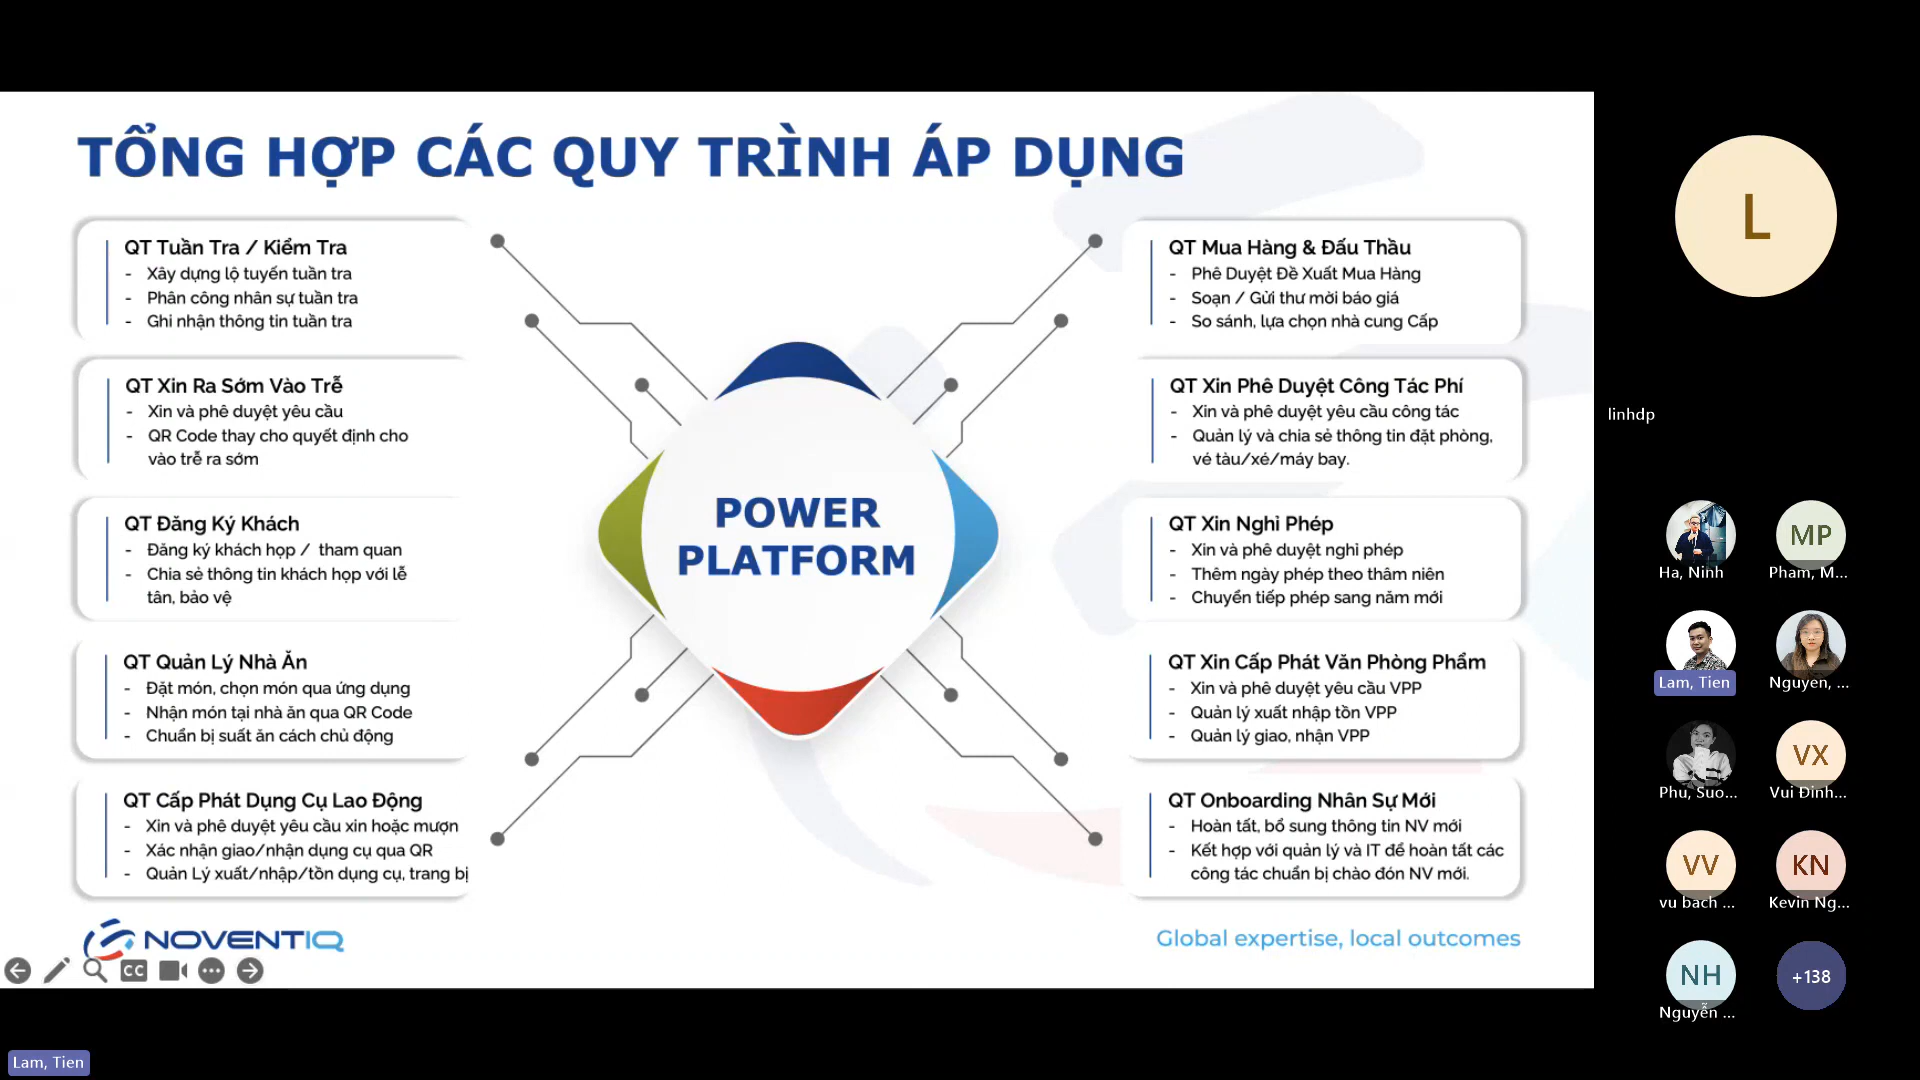 TỔNG HỢP CÁC QUY TRÌNH ÁP DỤNG
QT Tuần Tra / Kiểm Tra
- Xây dựng lộ tuyến tuần tra
- Phân công nhân sự tuần tra
- Ghi nhận thông tin tuần tra
QT Xin Ra Sớm Vào Trễ
- Xin và phê duyệt yêu cầu
- QR Code thay cho quyết định cho
vào trễ ra sớm
QT Đăng Ký Khách
- Đăng ký khách họp / tham quan
- Chia sẻ thông tin khách họp với lễ
tân, bảo vệ
QT Quản Lý Nhà Ăn
- Đặt món, chọn món qua ứng dụng
- Nhận món tại nhà ăn qua QR Code
- Chuẩn bị suất ăn cách chủ động
QT Cấp Phát Dụng Cụ Lao Động
- Xin và phê duyệt yêu cầu xin hoặc mượn
- Xác nhận giao/nhận dụng cụ qua QR
- Quản Lý xuất/nhập/tồn dụng cụ, trang bị
POWER
PLATFORM
QT Mua Hàng & Đấu Thầu
- Phê Duyệt Đề Xuất Mua Hàng
- Soạn / Gửi thư mời báo giá
- So sánh, lựa chọn nhà cung Cấp
QT Xin Phê Duyệt Công Tác Phí
- Xin và phê duyệt yêu cầu công tác
- Quản lý và chia sẻ thông tin đặt phòng,
vé tàu/xé/máy bay.
QT Xin Nghỉ Phép
- Xin và phê duyệt nghỉ phép
- Thêm ngày phép theo thâm niên
- Chuyển tiếp phép sang năm mới
QT Xin Cấp Phát Văn Phòng Phẩm
- Xin và phê duyệt yêu cầu VPP
- Quản lý xuất nhập tồn VPP
- Quản lý giao, nhận VPP
QT Onboarding Nhân Sự Mới
- Hoàn tất, bổ sung thông tin NV mới
- Kết hợp với quản lý và IT để hoàn tất các
công tác chuẩn bị chào đón NV mới.
NOVENTIQ
Global expertise, local outcomes
CC
Lam, Tien
L
linhdp
Ha, Ninh
MP
Pham, M...
Lam, Tien
Nguyen, ...
Phu, Suo...
VX
Vui Đinh...
VV
vu bach ...
KN
Kevin Ng...
NH
Nguyễn ...
+138